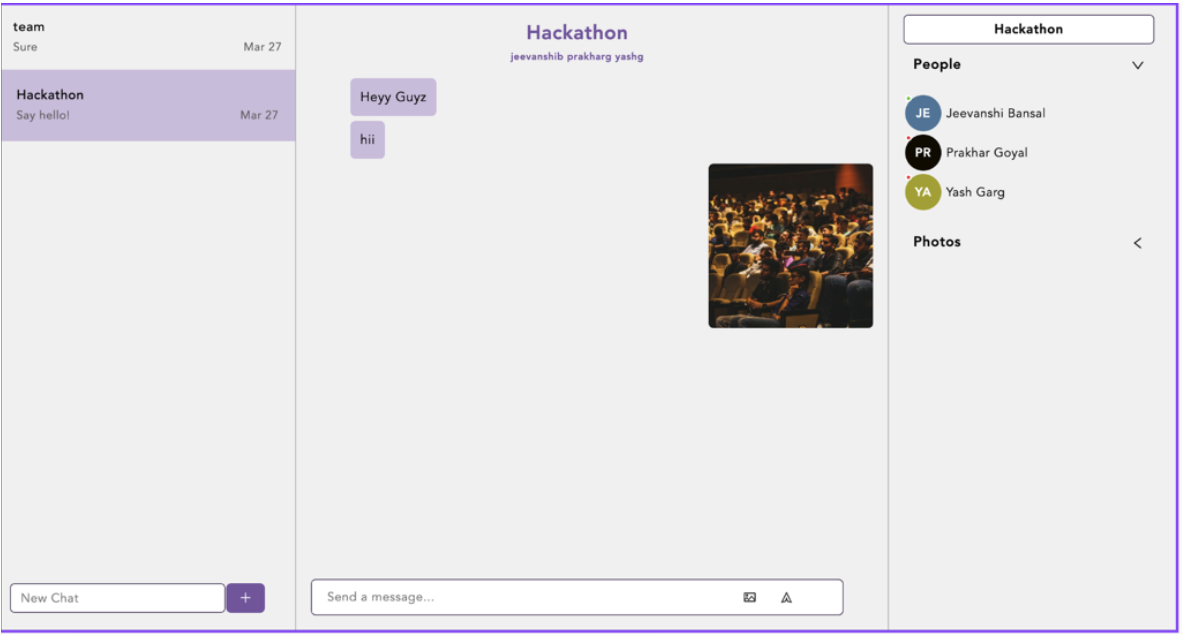 team
Sure
Mar 27
Hackathon
Say hello!
Mar 27
New Chat
+
Hackathon
jeevanshib prakharg yashg
Heyy Guyz
hii
Send a message...
Hackathon
People
JE Jeevanshi Bansal
PR Prakhar Goyal
YA Yash Garg
Photos